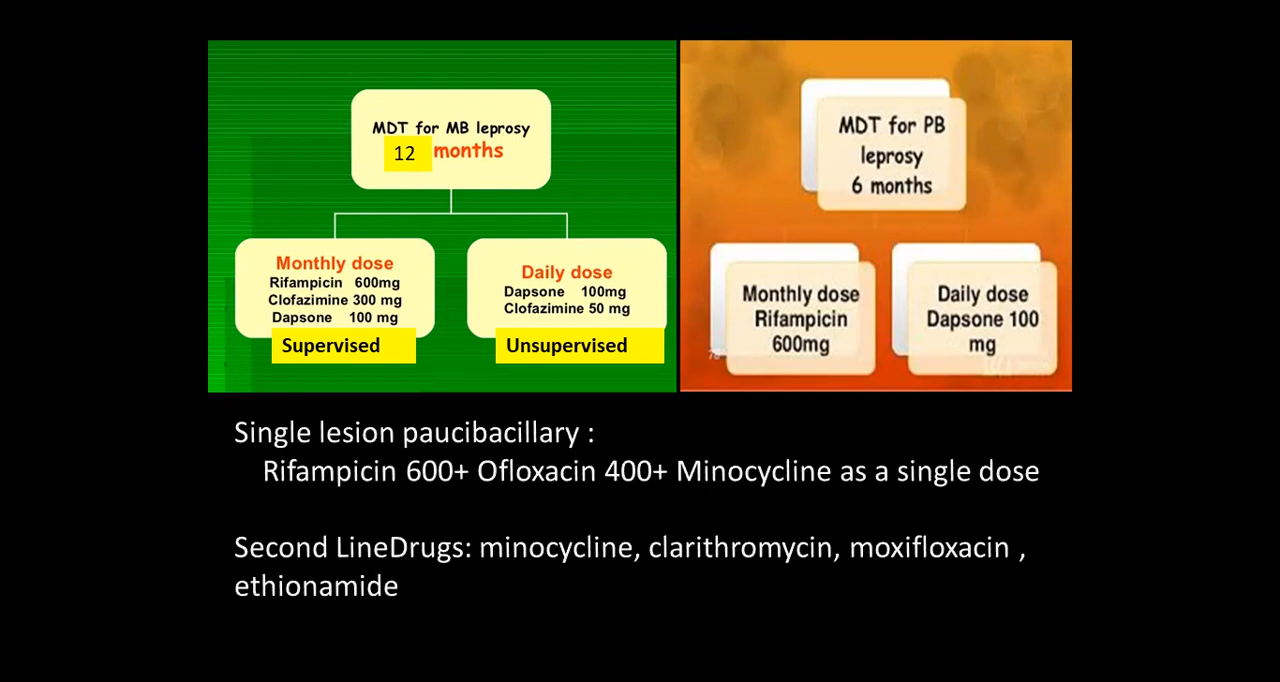 MDT for MB leprosy
12 months
Monthly dose
Rifampicin 600mg
Clofazimine 300 mg
Dapsone 100 mg
Supervised
Daily dose
Dapsone 100mg
Clofazimine 50 mg
Unsupervised
MDT for PB
leprosy
6 months
Monthly dose
Rifampicin
600mg
Daily dose
Dapsone 100
mg
Single lesion paucibacillary :
Rifampicin 600+ Ofloxacin 400+ Minocycline as a single dose
Second LineDrugs: minocycline, clarithromycin, moxifloxacin ,
ethionamide